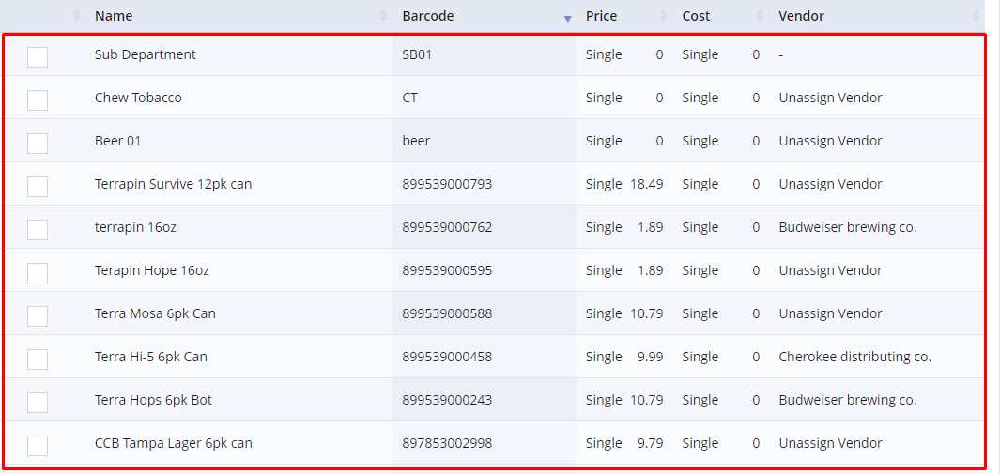 Name Barcode Price Cost Vendor
Sub Department SB01 Single 0 Single 0 -
Chew Tobacco CT Single 0 Single 0 Unassign Vendor
Beer 01 beer Single 0 Single 0 Unassign Vendor
Terrapin Survive 12pk can 899539000793 Single 18.49 Single 0 Unassign Vendor
terrapin 16oz 899539000762 Single 1.89 Single 0 Budweiser brewing co.
Terapin Hope 16oz 899539000595 Single 1.89 Single 0 Unassign Vendor
Terra Mosa 6pk Can 899539000588 Single 10.79 Single 0 Unassign Vendor
Terra Hi-5 6pk Can 899539000458 Single 9.99 Single 0 Cherokee distributing co.
Terra Hops 6pk Bot 899539000243 Single 10.79 Single 0 Budweiser brewing co.
CCB Tampa Lager 6pk can 897853002998 Single 9.79 Single 0 Unassign Vendor